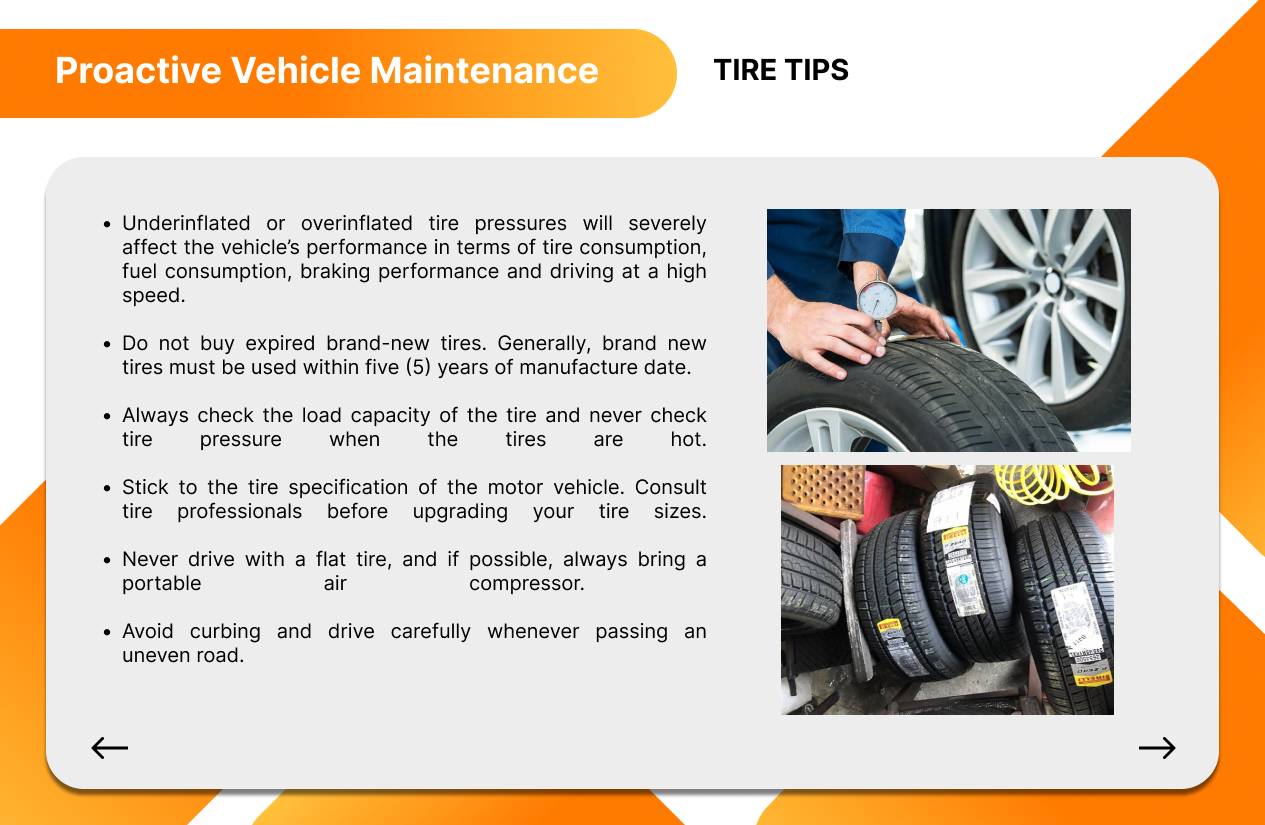 Proactive Vehicle Maintenance
TIRE TIPS
• Underinflated or overinflated tire pressures will severely
affect the vehicle’s performance in terms of tire consumption,
fuel consumption, braking performance and driving at a high
speed.
• Do not buy expired brand-new tires. Generally, brand new
tires must be used within five (5) years of manufacture date.
• Always check the load capacity of the tire and never check
tire pressure when the tires are hot.
• Stick to the tire specification of the motor vehicle. Consult
tire professionals before upgrading your tire sizes.
• Never drive with a flat tire, and if possible, always bring a
portable air compressor.
• Avoid curbing and drive carefully whenever passing an
uneven road.
PIRELLI